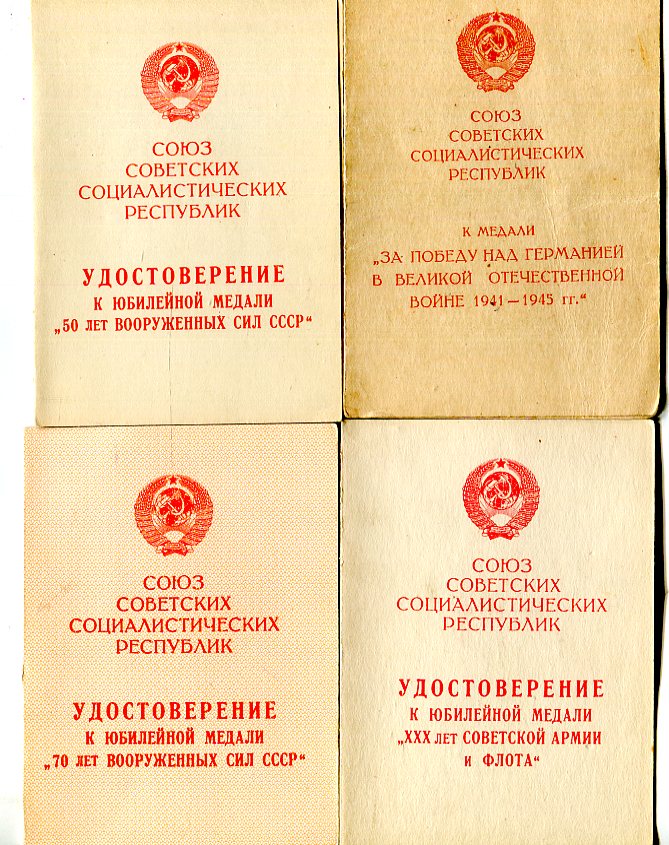 СОЮЗ
СОВЕТСКИХ
СОЦИАЛИСТИЧЕСКИХ
РЕСПУБЛИК
УДОСТОВЕРЕНИЕ
К ЮБИЛЕЙНОЙ МЕДАЛИ
„50 ЛЕТ ВООРУЖЕННЫХ СИЛ СССР“
СОЮЗ
СОВЕТСКИХ
СОЦИАЛИСТИЧЕСКИХ
РЕСПУБЛИК
К МЕДАЛИ
„ЗА ПОБЕДУ НАД ГЕРМАНИЕЙ
В ВЕЛИКОЙ ОТЕЧЕСТВЕННОЙ
ВОЙНЕ 1941—1945 гг.“
СОЮЗ
СОВЕТСКИХ
СОЦИАЛИСТИЧЕСКИХ
РЕСПУБЛИК
УДОСТОВЕРЕНИЕ
К ЮБИЛЕЙНОЙ МЕДАЛИ
„70 ЛЕТ ВООРУЖЕННЫХ СИЛ СССР“
СОЮЗ
СОВЕТСКИХ
СОЦИАЛИСТИЧЕСКИХ
РЕСПУБЛИК
УДОСТОВЕРЕНИЕ
К ЮБИЛЕЙНОЙ МЕДАЛИ
„XXX ЛЕТ СОВЕТСКОЙ АРМИИ
И ФЛОТА“